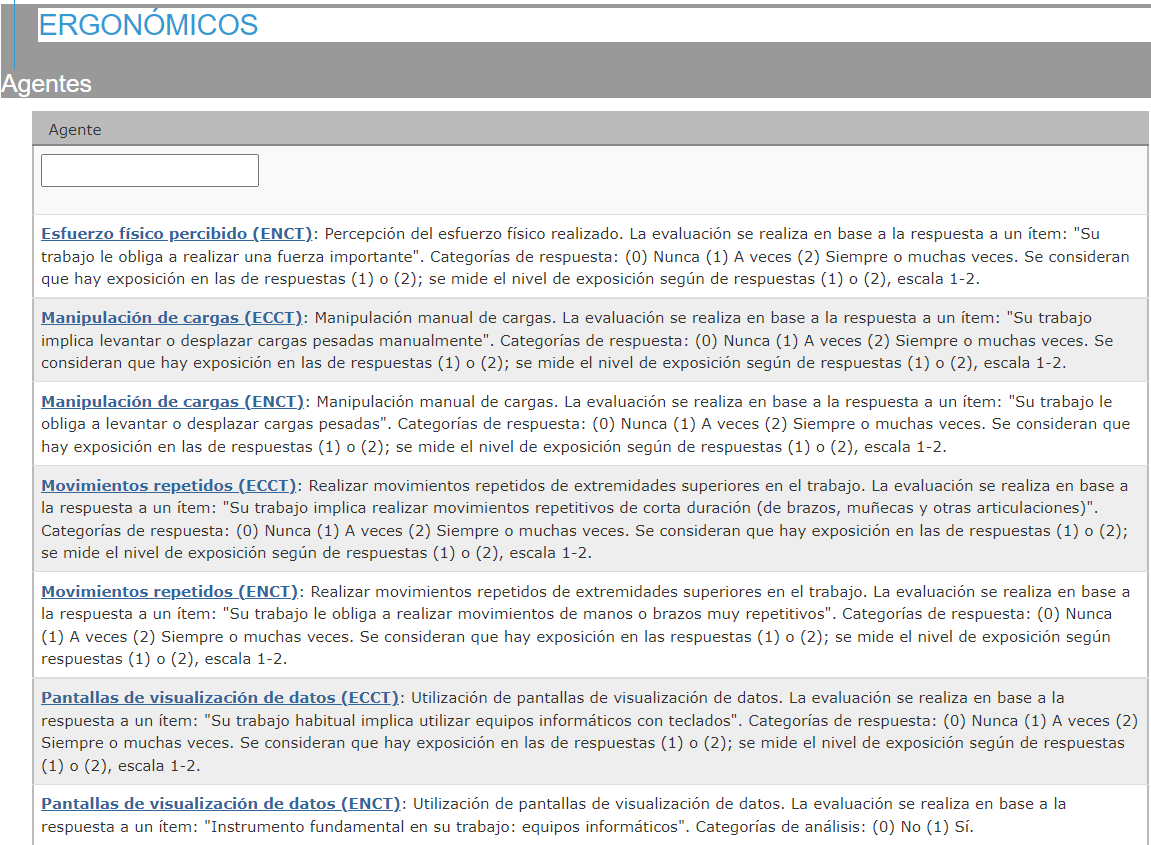 ERGONÓMICOS
Agentes
Agente
Esfuerzo físico percibido (ENCT): Percepción del esfuerzo físico realizado. La evaluación se realiza en base a la respuesta a un ítem: "Su
trabajo le obliga a realizar una fuerza importante". Categorías de respuesta: (0) Nunca (1) A veces (2) Siempre o muchas veces. Se consideran
que hay exposición en las de respuestas (1) o (2); se mide el nivel de exposición según de respuestas (1) o (2), escala 1-2.
Manipulación de cargas (ECCT): Manipulación manual de cargas. La evaluación se realiza en base a la respuesta a un ítem: "Su trabajo
implica levantar o desplazar cargas pesadas manualmente". Categorías de respuesta: (0) Nunca (1) A veces (2) Siempre o muchas veces. Se
consideran que hay exposición en las de respuestas (1) o (2); se mide el nivel de exposición según de respuestas (1) o (2), escala 1-2.
Manipulación de cargas (ENCT): Manipulación manual de cargas. La evaluación se realiza en base a la respuesta a un ítem: "Su trabajo le
obliga a levantar o desplazar cargas pesadas". Categorías de respuesta: (0) Nunca (1) A veces (2) Siempre o muchas veces. Se consideran que
hay exposición en las de respuestas (1) o (2); se mide el nivel de exposición según de respuestas (1) o (2), escala 1-2.
Movimientos repetidos (ECCT): Realizar movimientos repetidos de extremidades superiores en el trabajo. La evaluación se realiza en base a
la respuesta a un ítem: "Su trabajo implica realizar movimientos repetitivos de corta duración (de brazos, muñecas y otras articulaciones)".
Categorías de respuesta: (0) Nunca (1) A veces (2) Siempre o muchas veces. Se consideran que hay exposición en las de respuestas (1) o (2);
se mide el nivel de exposición según de respuestas (1) o (2), escala 1-2.
Movimientos repetidos (ENCT): Realizar movimientos repetidos de extremidades superiores en el trabajo. La evaluación se realiza en base a
la respuesta a un ítem: "Su trabajo le obliga a realizar movimientos de manos o brazos muy repetitivos". Categorías de respuesta: (0) Nunca
(1) A veces (2) Siempre o muchas veces. Se consideran que hay exposición en las respuestas (1) o (2); se mide el nivel de exposición según
respuestas (1) o (2), escala 1-2.
Pantallas de visualización de datos (ECCT): Utilización de pantallas de visualización de datos. La evaluación se realiza en base a la
respuesta a un ítem: "Su trabajo habitual implica utilizar equipos informáticos con teclados". Categorías de respuesta: (0) Nunca (1) A veces (2)
Siempre o muchas veces. Se consideran que hay exposición en las de respuestas (1) o (2); se mide el nivel de exposición según de respuestas
(1) o (2), escala 1-2.
Pantallas de visualización de datos (ENCT): Utilización de pantallas de visualización de datos. La evaluación se realiza en base a la
respuesta a un ítem: "Instrumento fundamental en su trabajo: equipos informáticos". Categorías de análisis: (0) No (1) Sí.